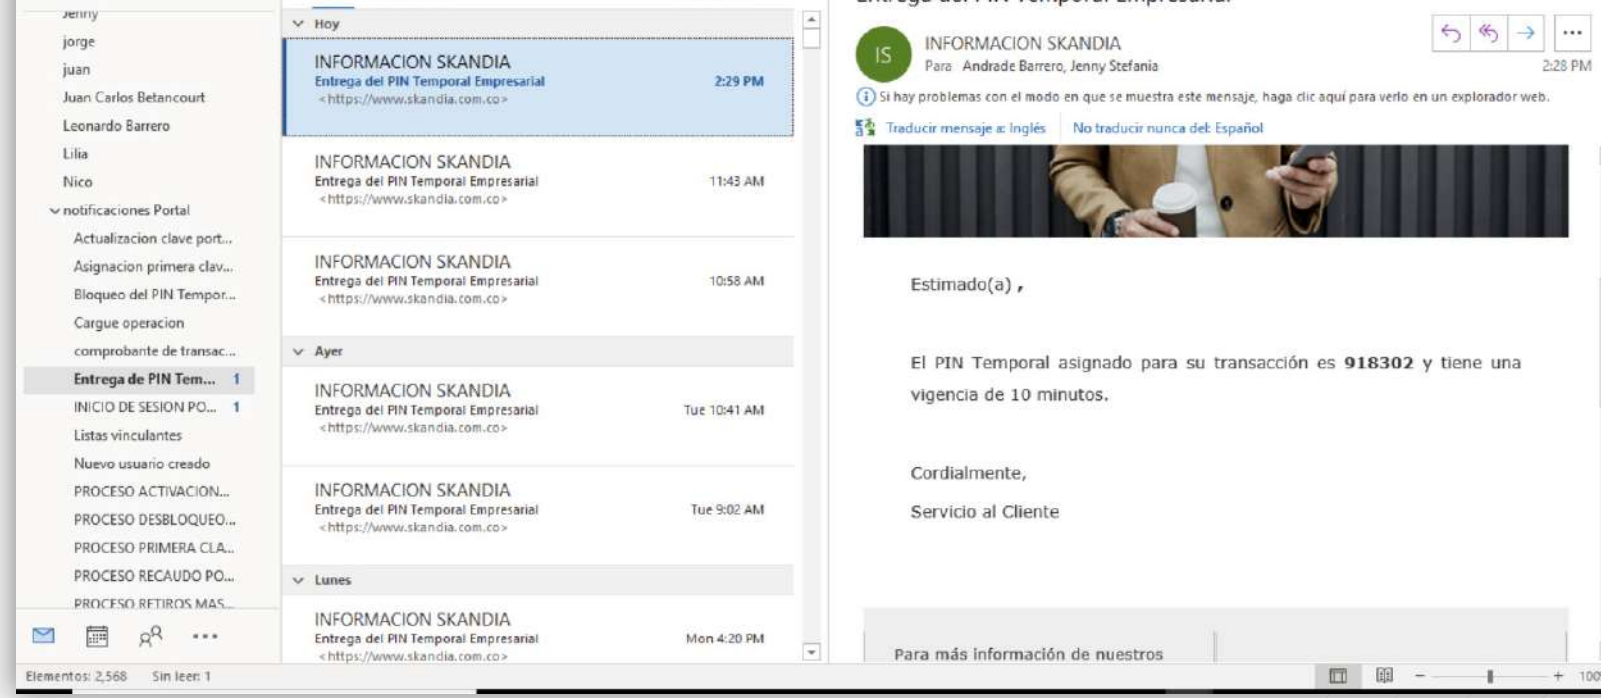 Jenny
jorge
juan
Juan Carlos Betancourt
Leonardo Barrero
Lilia
Nico
notificaciones Portal
Actualizacion clave port...
Asignacion primera clav...
Bloqueo del PIN Tempor...
Cargue operacion
comprobante de transac...
Entrega de PIN Tem... 1
INICIO DE SESION PO... 1
Listas vinculantes
Nuevo usuario creado
PROCESO ACTIVACION...
PROCESO DESBLOQUEO...
PROCESO PRIMERA CLA...
PROCESO RECAUDO PO...
PROCESO RETIROS MAS...
Elementos: 2,568 Sin leer: 1
Hoy
INFORMACION SKANDIA
Entrega del PIN Temporal Empresarial 2:29 PM
<https://www.skandia.com.co>
INFORMACION SKANDIA
Entrega del PIN Temporal Empresarial 11:43 AM
<https://www.skandia.com.co>
INFORMACION SKANDIA
Entrega del PIN Temporal Empresarial 10:58 AM
<https://www.skandia.com.co>
Ayer
INFORMACION SKANDIA
Entrega del PIN Temporal Empresarial Tue 10:41 AM
<https://www.skandia.com.co>
INFORMACION SKANDIA
Entrega del PIN Temporal Empresarial Tue 9:02 AM
<https://www.skandia.com.co>
Lunes
INFORMACION SKANDIA
Entrega del PIN Temporal Empresarial Mon 4:20 PM
<https://www.skandia.com.co>
Entrega del PIN Temporal Empresarial
IS
INFORMACION SKANDIA
Para Andrade Barrero, Jenny Stefania 2:28 PM
Si hay problemas con el modo en que se muestra este mensaje, haga clic aquí para verlo en un explorador web.
Traducir mensaje a: Inglés No traducir nunca del: Español
Estimado(a) ,
El PIN Temporal asignado para su transacción es 918302 y tiene una
vigencia de 10 minutos.
Cordialmente,
Servicio al Cliente
Para más información de nuestros
100%